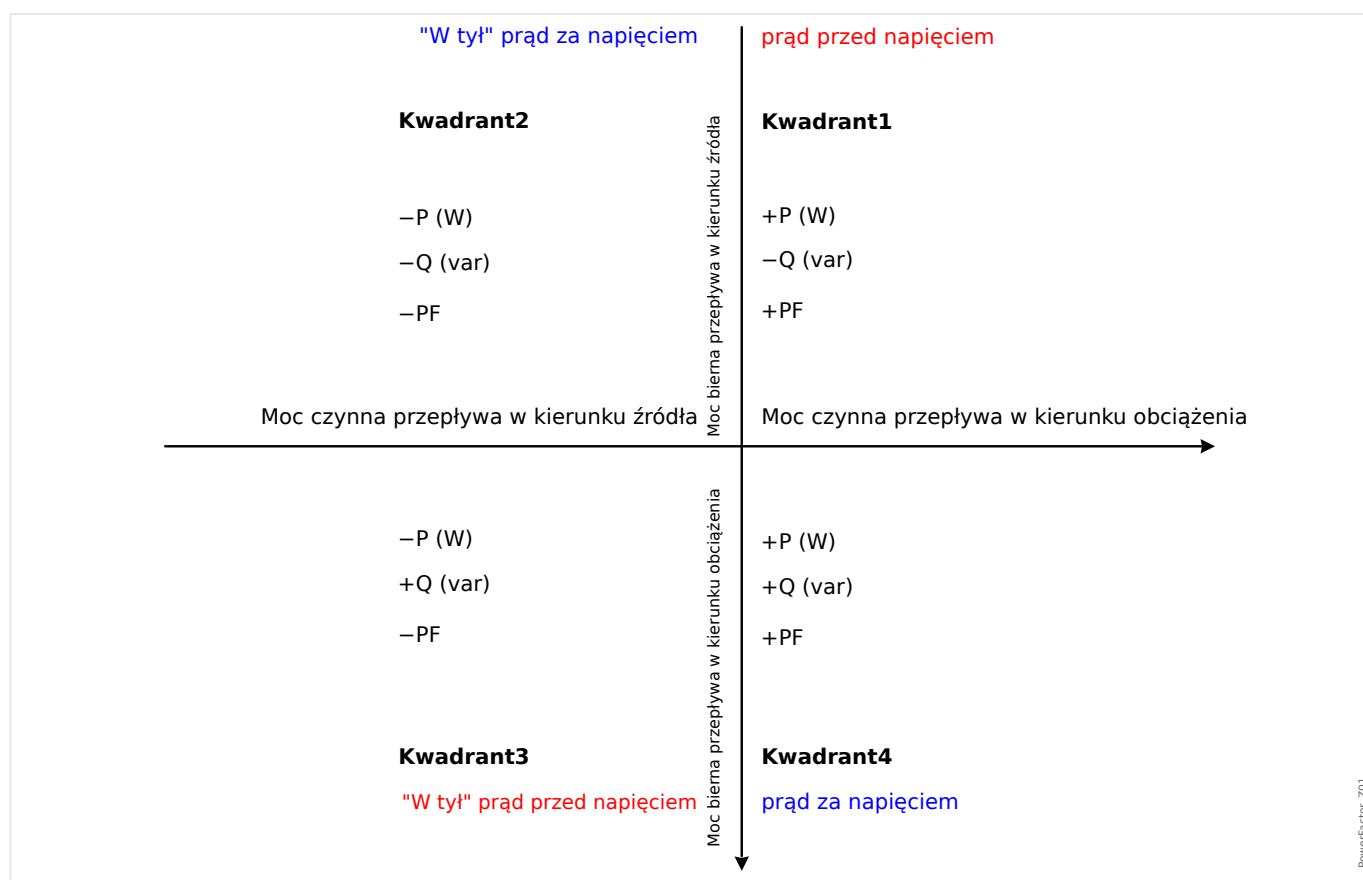 "W tył" prąd za napięciem
prąd przed napięciem
Kwadrant2
Kwadrant1
−P (W)
−Q (var)
−PF
+P (W)
−Q (var)
+PF
Moc bierna przepływa w kierunku źródła
Moc czynna przepływa w kierunku źródła
Moc czynna przepływa w kierunku obciążenia
Moc bierna przepływa w kierunku obciążenia
−P (W)
+Q (var)
−PF
+P (W)
+Q (var)
+PF
Kwadrant3
Kwadrant4
"W tył" prąd przed napięciem
prąd za napięciem
PowerFactor_Z01